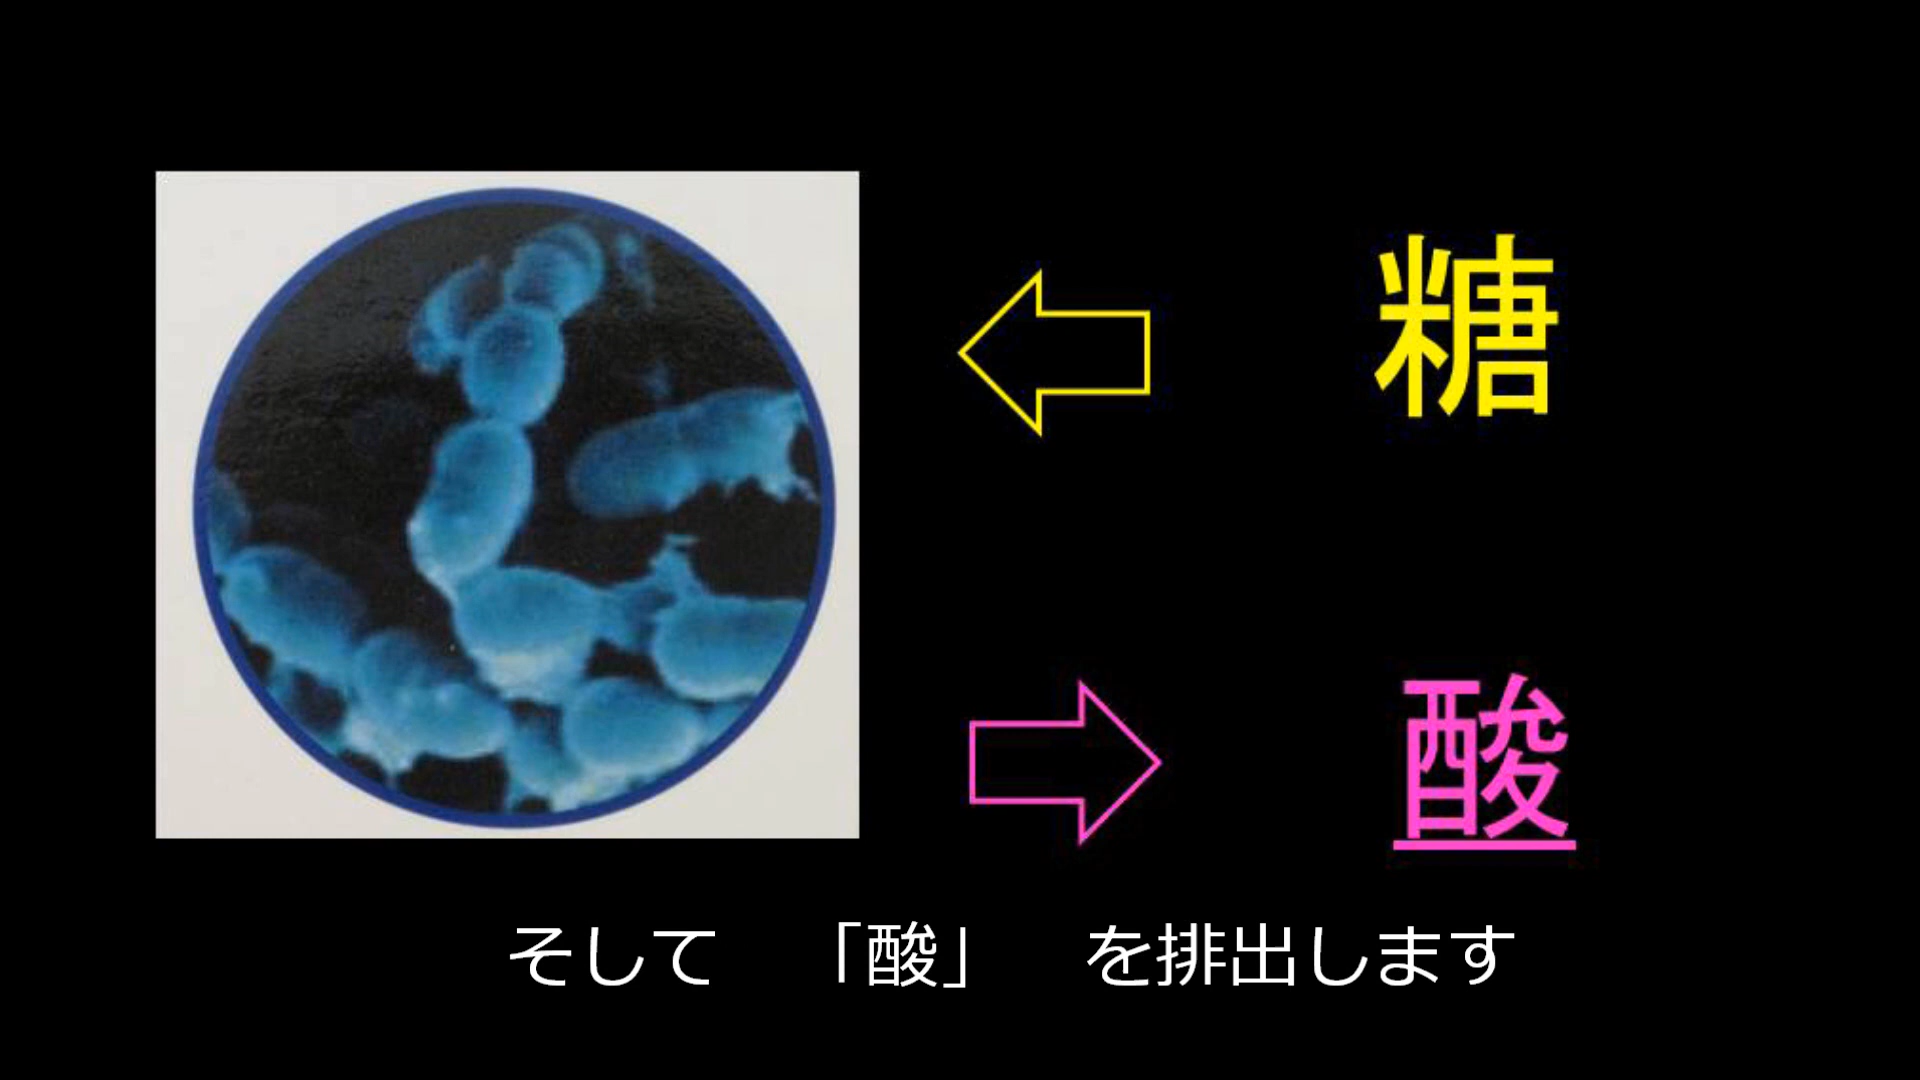 糖
酸
そして　「酸」　を排出します